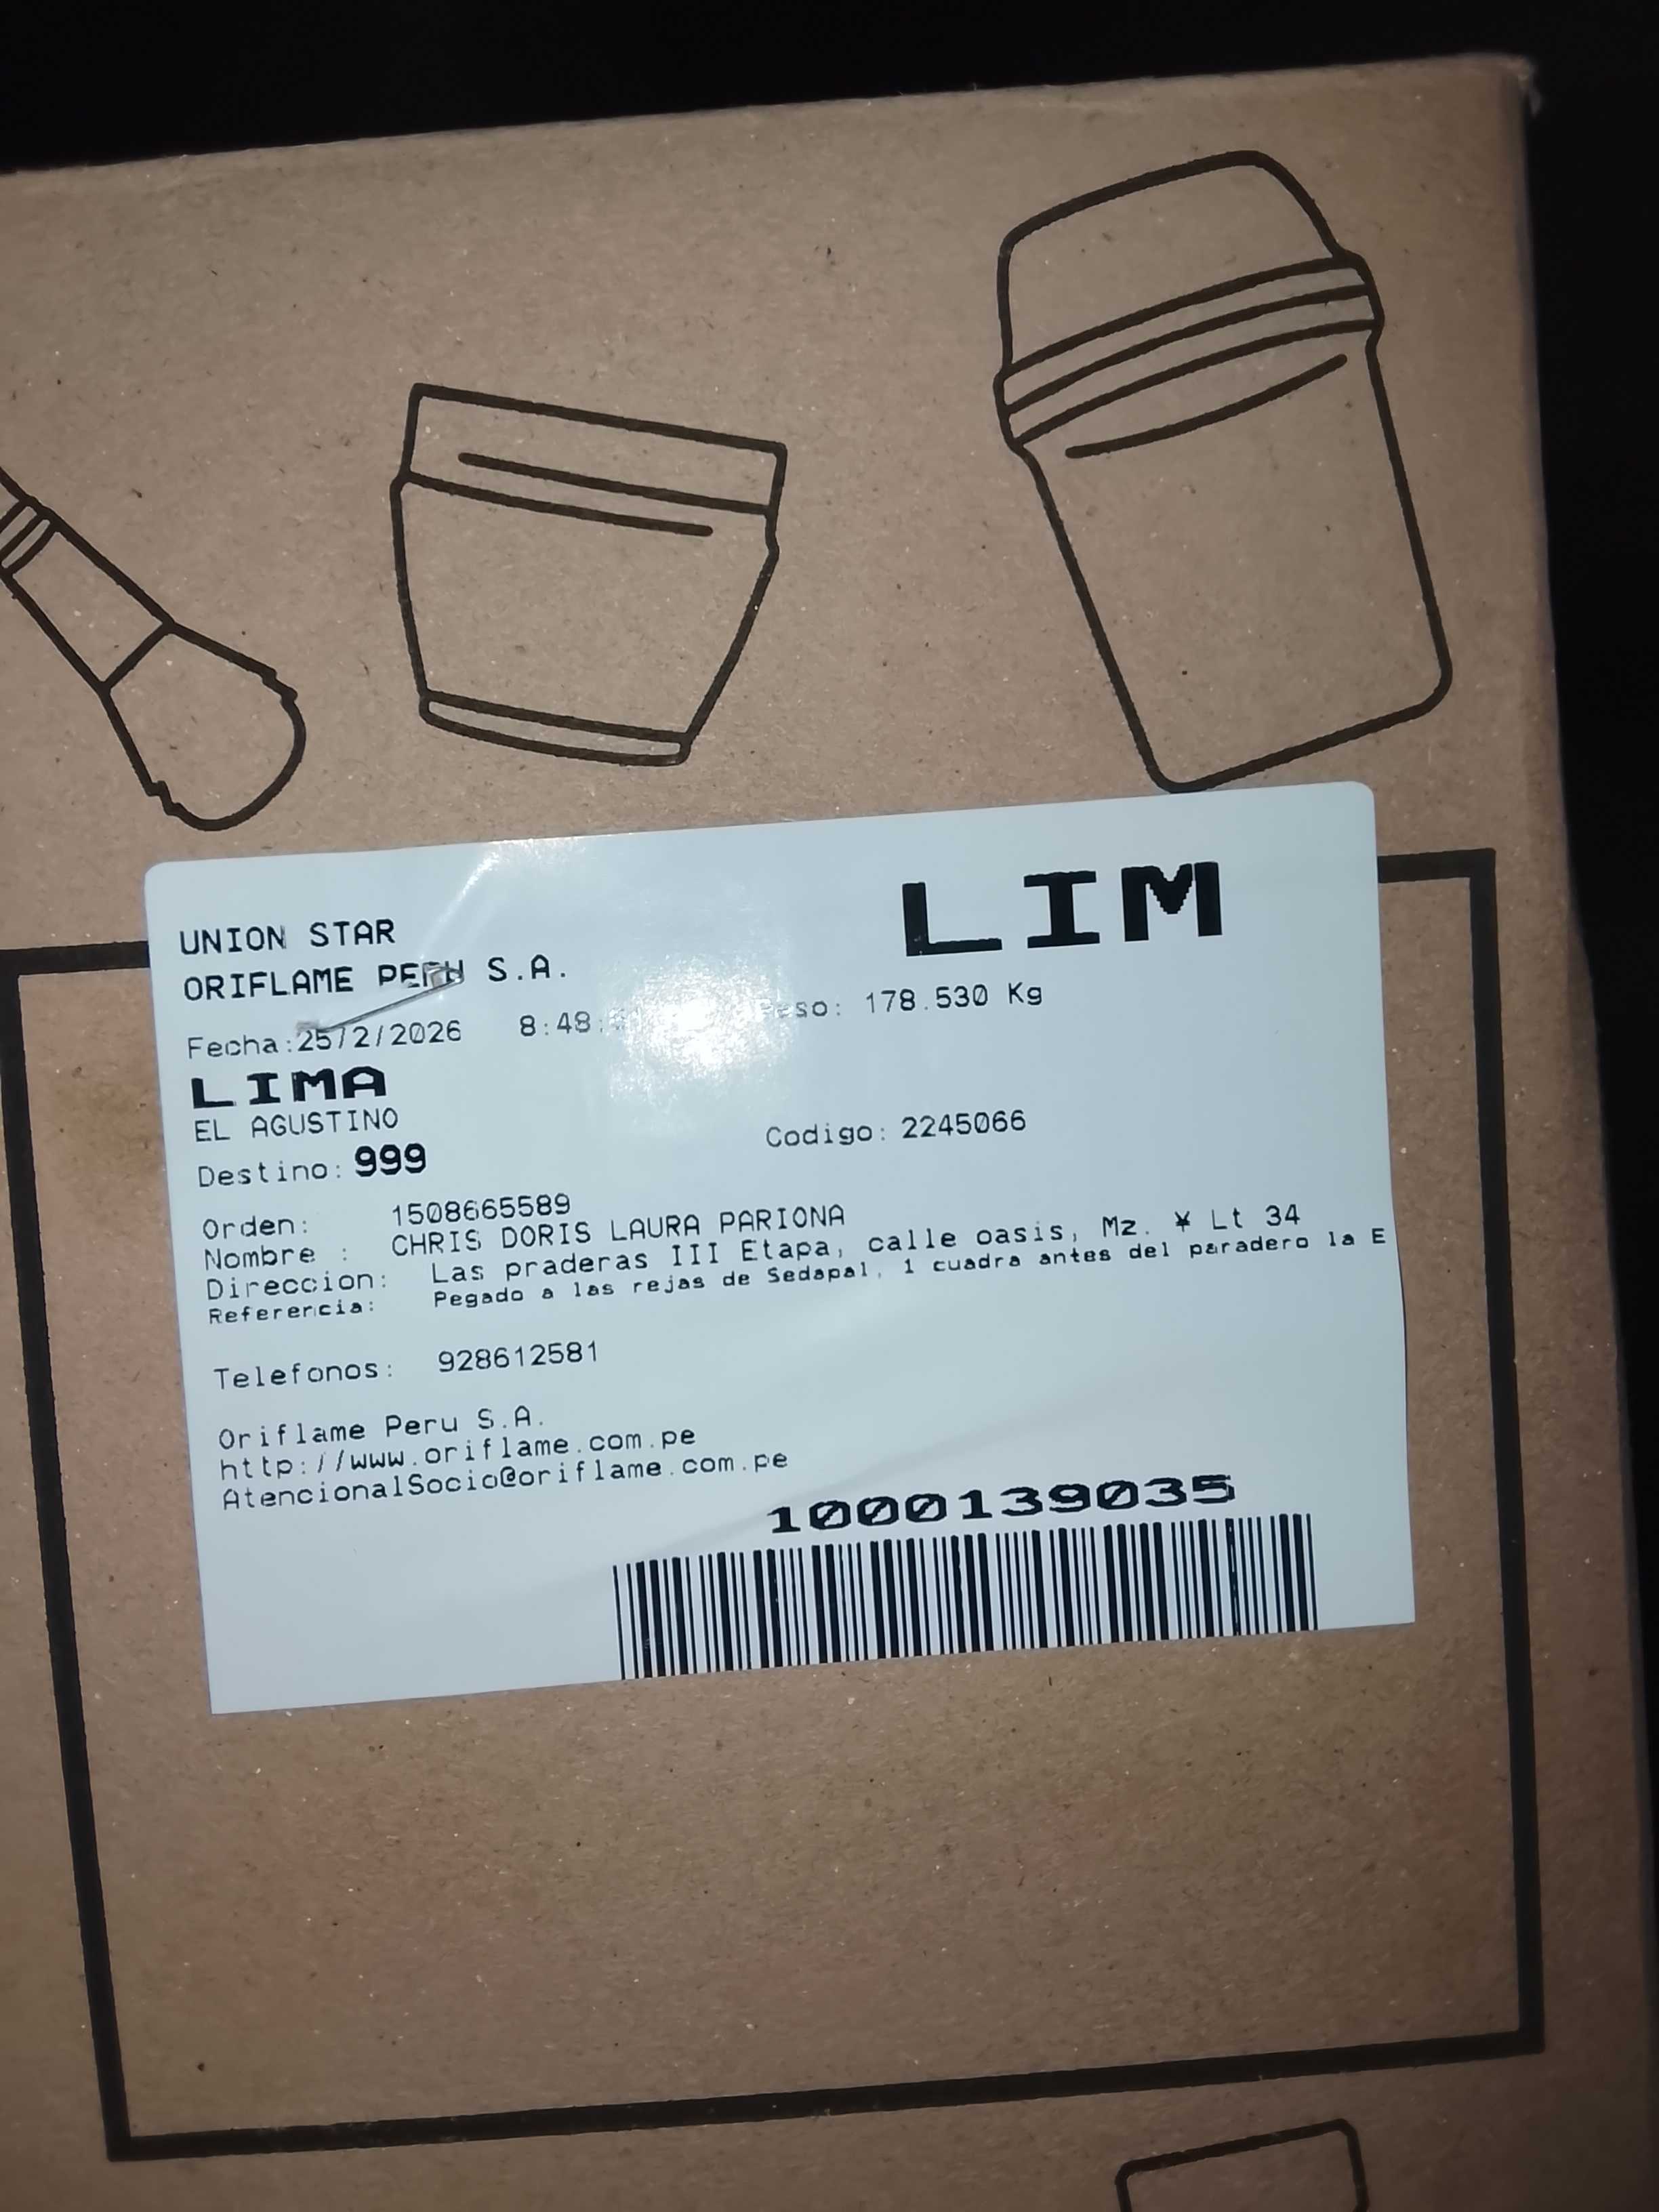 LIM
UNION STAR
ORIFLAME PERU S.A.
Fecha:25/2/2026 8:48: Peso: 178.530 Kg
LIMA
EL AGUSTINO
Codigo: 2245066
Destino: 999
Orden: 1508665589
Nombre : CHRIS DORIS LAURA PARIONA
Direccion: Las praderas III Etapa, calle oasis, Mz. ¥ Lt 34
Referencia: Pegado a las rejas de Sedapal, 1 cuadra antes del paradero la E
Telefonos: 928612581
Oriflame Peru S.A.
http://www.oriflame.com.pe
AtencionalSocio@oriflame.com.pe
1000139035